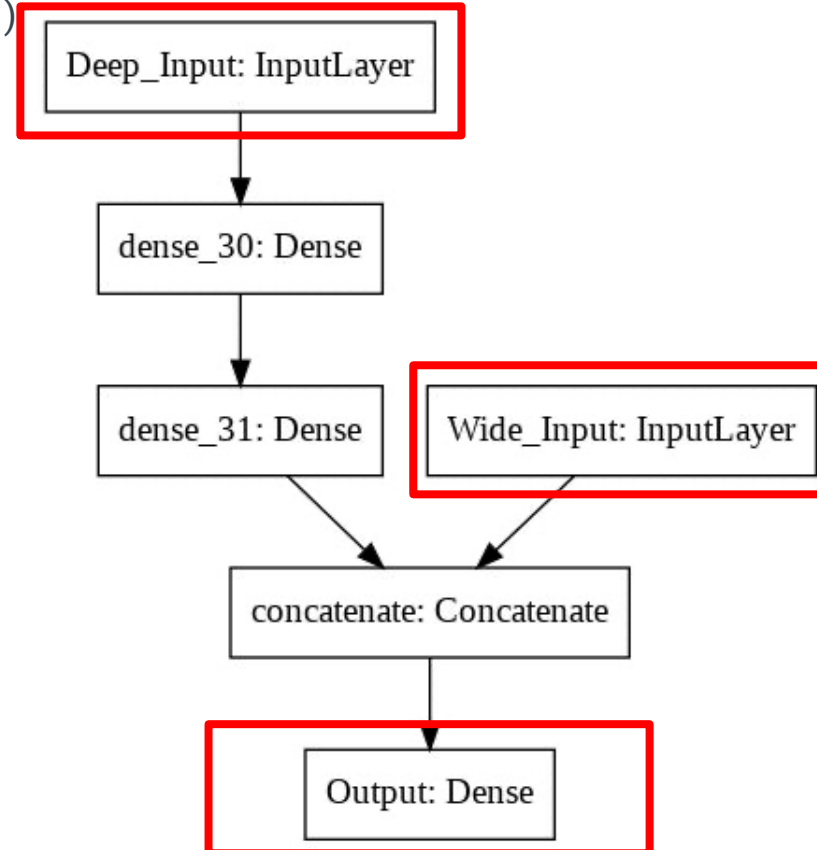 )
Deep_Input: InputLayer
dense_30: Dense
dense_31: Dense
Wide_Input: InputLayer
concatenate: Concatenate
Output: Dense